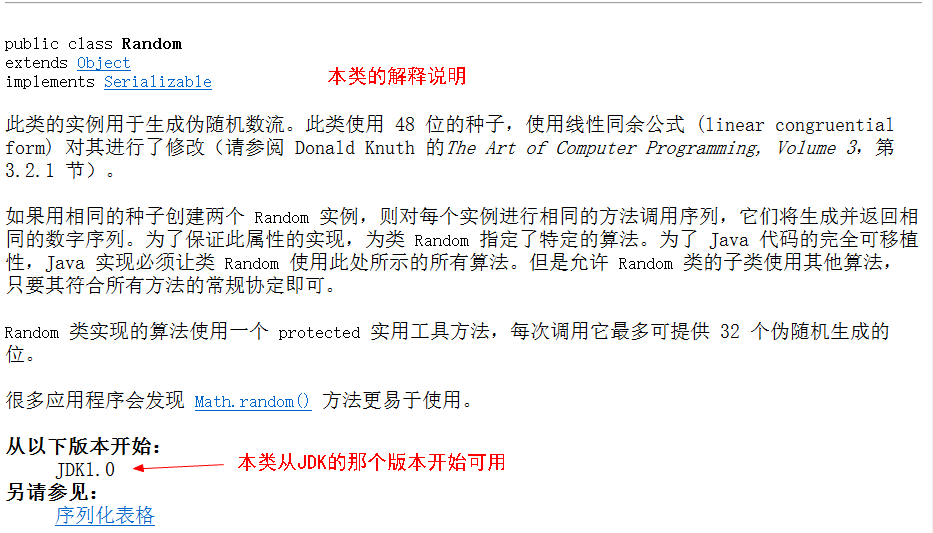 public class Random
extends Object
implements Serializable
本类的解释说明
此类的实例用于生成伪随机数流。此类使用 48 位的种子，使用线性同余公式 (linear congruential
form) 对其进行了修改（请参阅 Donald Knuth 的The Art of Computer Programming, Volume 3，第
3.2.1 节）。
如果用相同的种子创建两个 Random 实例，则对每个实例进行相同的方法调用序列，它们将生成并返回相
同的数字序列。为了保证此属性的实现，为类 Random 指定了特定的算法。为了 Java 代码的完全可移植
性，Java 实现必须让类 Random 使用此处所示的所有算法。但是允许 Random 类的子类使用其他算法，
只要其符合所有方法的常规协定即可。
Random 类实现的算法使用一个 protected 实用工具方法，每次调用它最多可提供 32 个伪随机生成的
位。
很多应用程序会发现 Math.random() 方法更易于使用。
从以下版本开始：
JDK1.0
本类从JDK的那个版本开始可用
另请参见：
序列化表格